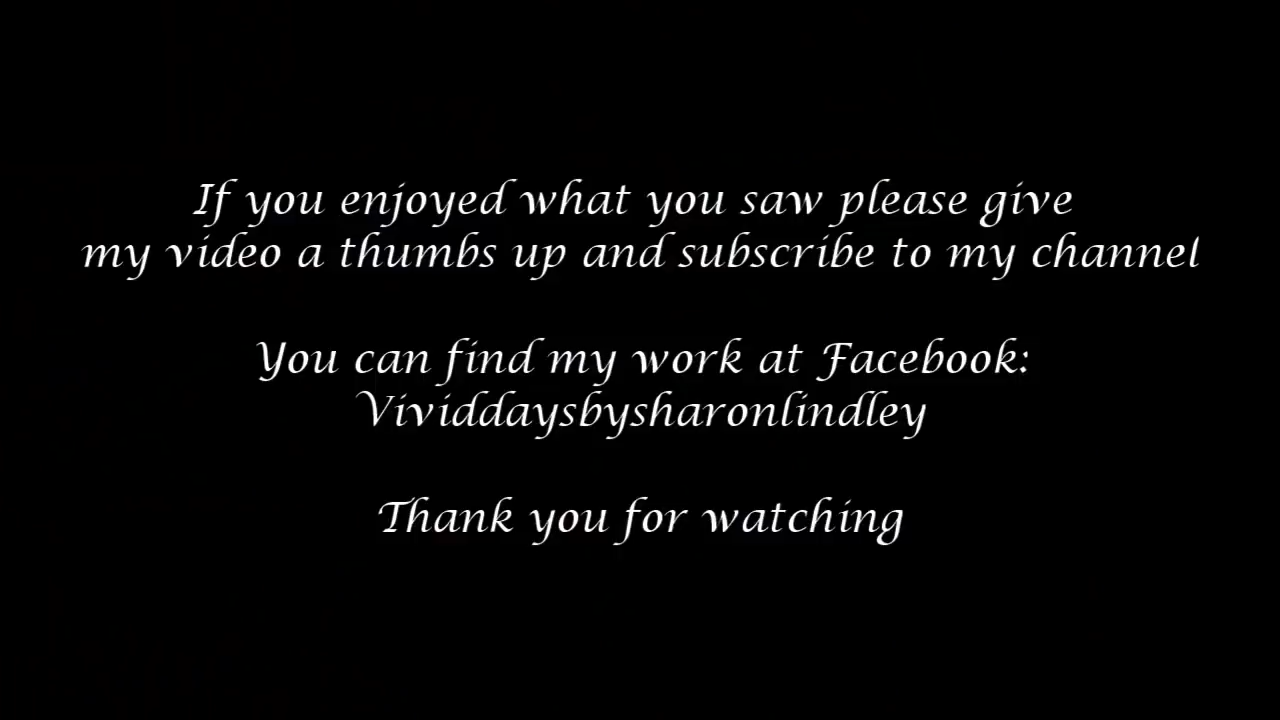 If you enjoyed what you saw please give
my video a thumbs up and subscribe to my channel
You can find my work at Facebook:
Vividdaysbysharonlindley
Thank you for watching